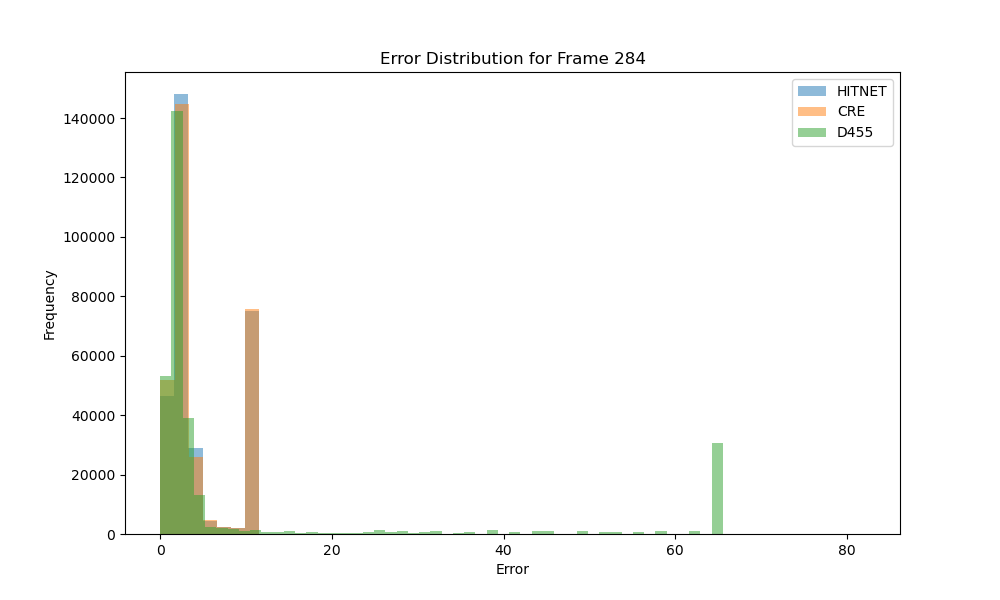 Error Distribution for Frame 284
HITNET
CRE
D455
140000
120000
100000
80000
60000
40000
20000
0
Frequency
0 20 40 60 80
Error